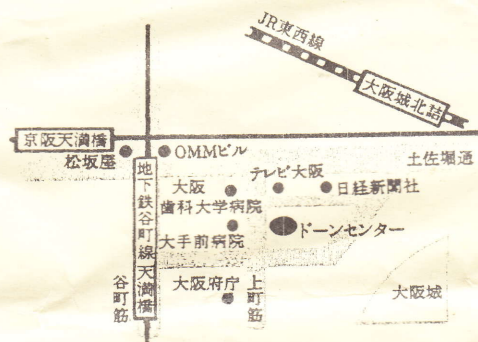 JR東西線
大阪城北詰
京阪天満橋
松坂屋
OMMビル
土佐堀通
地下鉄谷町線天満橋
大阪
歯科大学病院
テレビ大阪
日経新聞社
大手前病院
ドーンセンター
谷町筋
大阪府庁
上町筋
大阪城